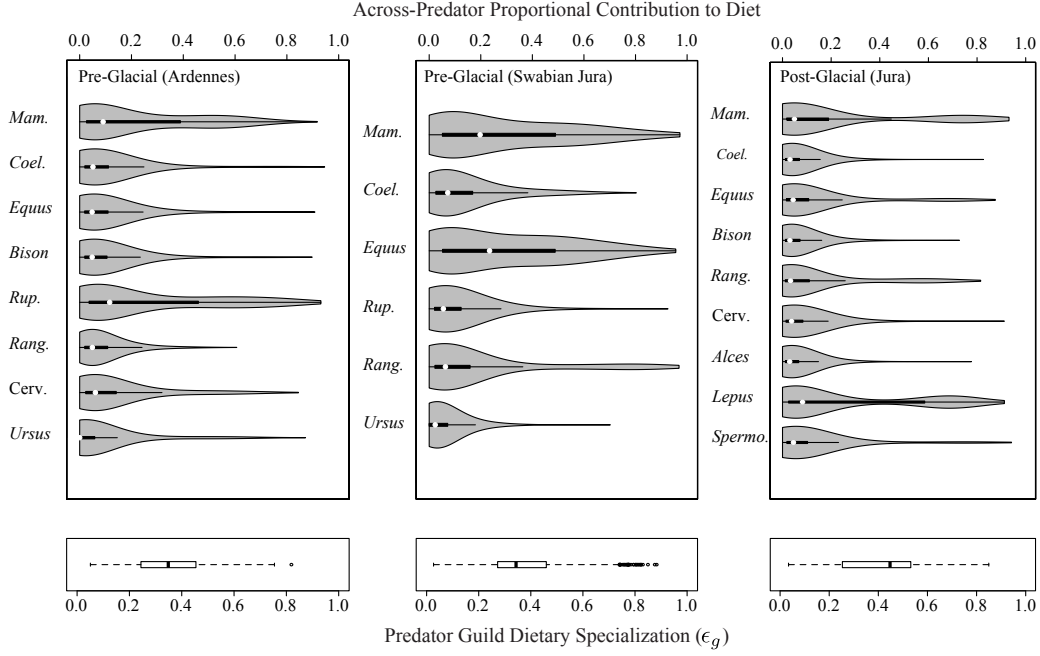 Across-Predator Proportional Contribution to Diet
0.0 0.2 0.4 0.6 0.8 1.0
0.0 0.2 0.4 0.6 0.8 1.0
0.0 0.2 0.4 0.6 0.8 1.0
Pre-Glacial (Ardennes)
Mam.
Coel.
Equus
Bison
Rup.
Rang.
Cerv.
Ursus
Pre-Glacial (Swabian Jura)
Mam.
Coel.
Equus
Rup.
Rang.
Ursus
Post-Glacial (Jura)
Mam.
Coel.
Equus
Bison
Rang.
Cerv.
Alces
Lepus
Spermo.
0.0 0.2 0.4 0.6 0.8 1.0
0.0 0.2 0.4 0.6 0.8 1.0
0.0 0.2 0.4 0.6 0.8 1.0
Predator Guild Dietary Specialization (ϵg)